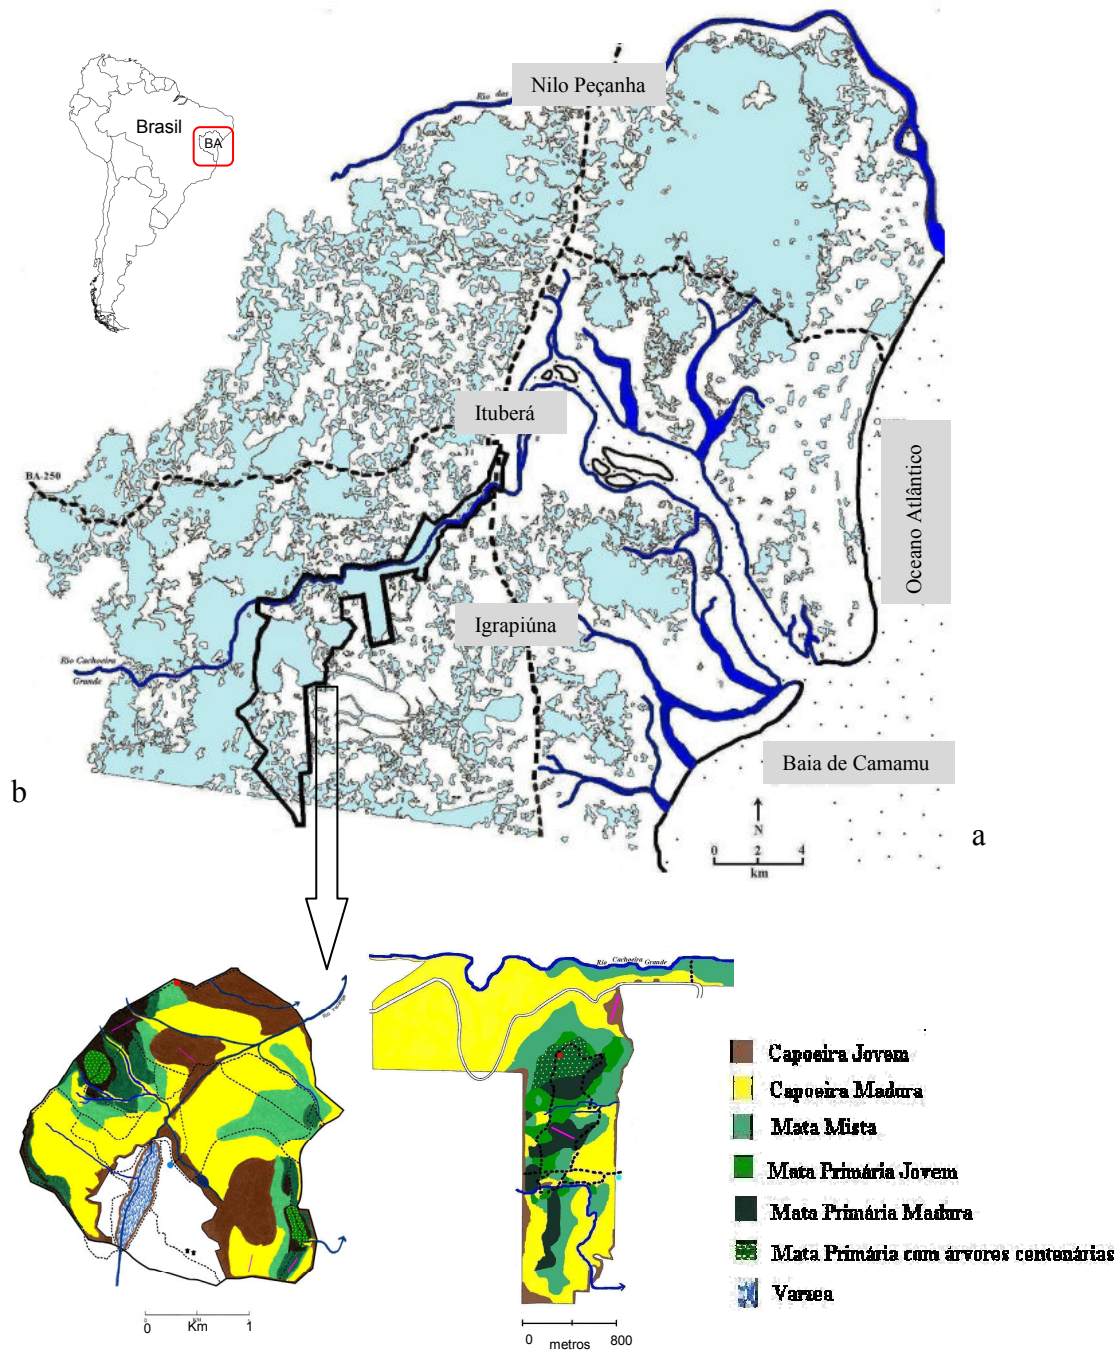 Nilo Peçanha
Rio das
Brasil
BA
Ituberá
BA-250
Oceano Atlântico
Igrapiúna
Rio Cachoeira
Grande
Baia de Camamu
b
a
N
0 2 4
km
Rio Cachoeira Grande
Capoeira Jovem
Capoeira Madura
Mata Mista
Mata Primária Jovem
Mata Primária Madura
Mata Primária com árvores centenárias
Varzea
0 Km 1
0 metros 800